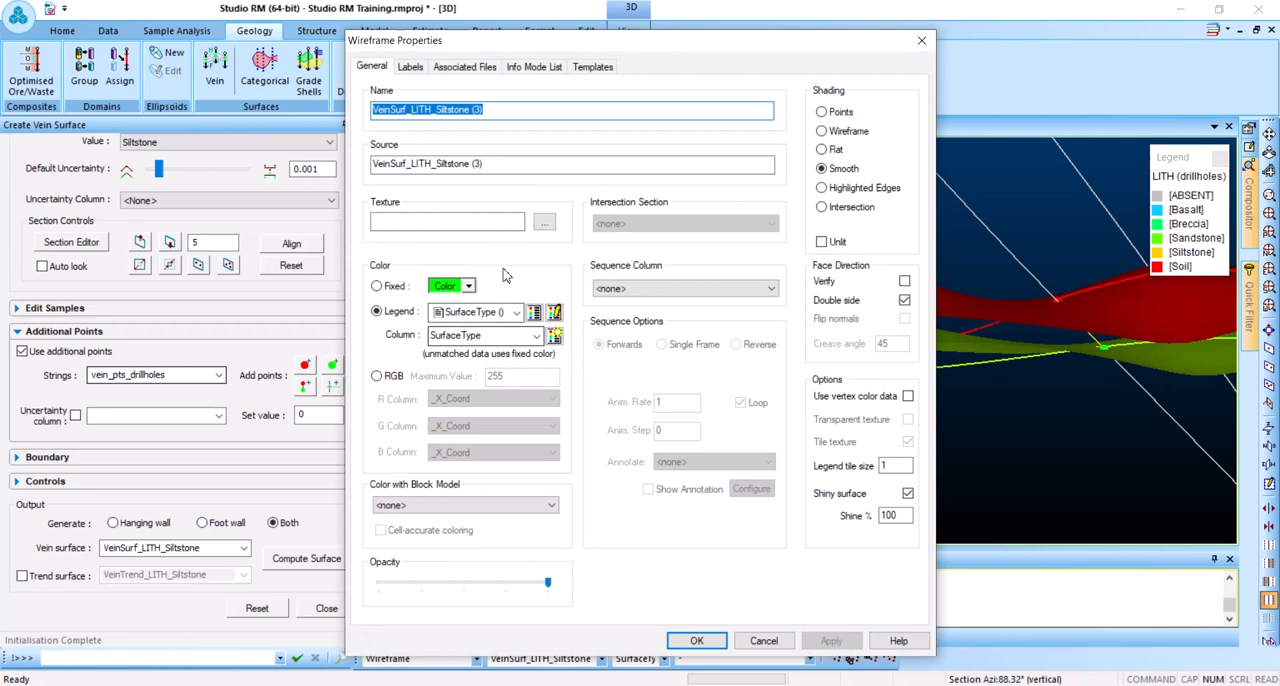 Studio RM (64-bit) - Studio RM Training.rmproj * - [3D]
3D
Home Data Sample Analysis Geology Structure
Optimised Ore/Waste
Group
Assign
New
Edit
Vein
Categorical
Grade Shells
Composites
Domains
Ellipsoids
Surfaces
Create Vein Surface
Value : Siltstone
Default Uncertainty : 0.001
Uncertainty Column : <None>
Section Controls
Section Editor 5 Align
Auto look Reset
Edit Samples
Additional Points
Use additional points
Strings : vein_pts_drillholes Add points :
Uncertainty column : Set value : 0
Boundary
Controls
Output
Generate : Hanging wall Foot wall Both
Vein surface : VeinSurf_LITH_Siltstone Compute Surface
Trend surface : VeinTrend_LITH_Siltstone
Reset Close
Initialisation Complete
!>>>
Ready
Wireframe Properties
General Labels Associated Files Info Mode List Templates
Name
VeinSurf_LITH_Siltstone (3)
Source
VeinSurf_LITH_Siltstone (3)
Texture
...
Intersection Section
<none>
Color
Fixed : Color
Legend : SurfaceType ()
Column : SurfaceType
(unmatched data uses fixed color)
RGB Maximum Value : 255
R Column: _X_Coord
G Column: _X_Coord
B Column: _X_Coord
Color with Block Model
<none>
Cell-accurate coloring
Opacity
Sequence Column
<none>
Sequence Options
Forwards Single Frame Reverse
Anim. Rate 1 Loop
Anim. Step 0
Annotate: <none>
Show Annotation Configure
Shading
Points
Wireframe
Flat
Smooth
Highlighted Edges
Intersection
Unlit
Face Direction
Verify
Double side
Flip normals
Crease angle 45
Options
Use vertex color data
Transparent texture
Tile texture
Legend tile size 1
Shiny surface
Shine % 100
OK Cancel Apply Help
Legend
LITH (drillholes)
[ABSENT]
[Basalt]
[Breccia]
[Sandstone]
[Siltstone]
[Soil]
Compositor
Quick Filter
Wireframe VeinSurf_LITH_Siltstone
Section Azi:88.32° (vertical) COMMAND CAP NUM SCRL READ